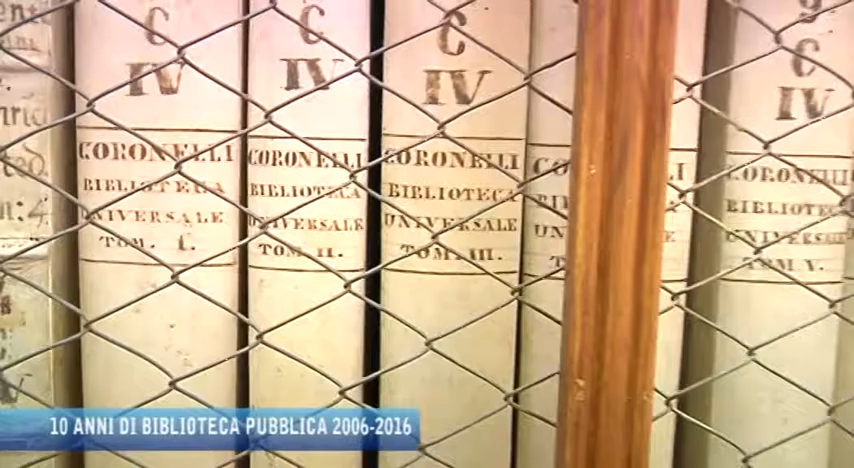 C
IV
CORONELLI
BIBLIOTECA
UNIVERSALE
TOM. I.
C
IV
CORONELLI
BIBLIOTECA
UNIVERSALE
TOM. II.
C
IV
CORONELLI
BIBLIOTECA
UNIVERSALE
TOM. III.
C
IV
CORONELLI
BIBLIOTECA
UNIVERSALE
TOM. V.
10 ANNI DI BIBLIOTECA PUBBLICA 2006-2016